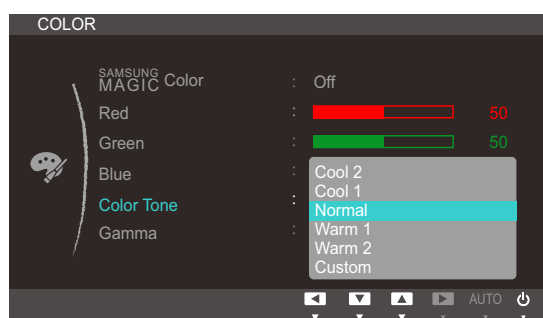 COLOR
SAMSUNG
MAGIC Color : Off
Red : 50
Green : 50
Blue :
Color Tone :
Gamma :
Cool 2
Cool 1
Normal
Warm 1
Warm 2
Custom
AUTO